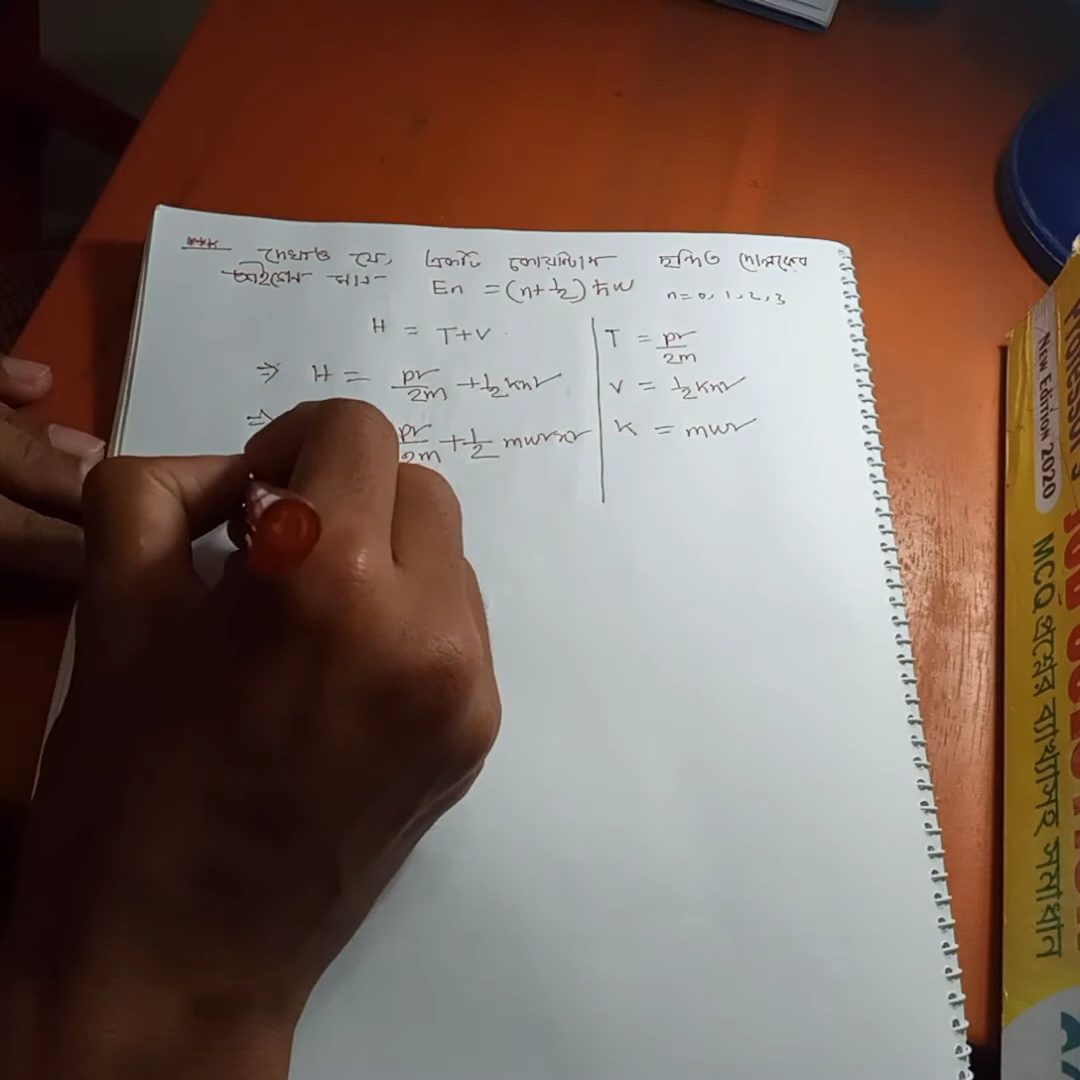 *** দেখাও যে, একটি কোয়ান্টাম ছন্দিত দোলকের
আইগেন মান En = (n+½) ħω n=0, 1, 2, 3
H = T+V
⇒ H = p²/2m + ½kx²
p²/2m + ½ mω²x²
T = p²/2m
V = ½kx²
k = mω²
New Edition 2020
MCQ প্রশ্নের ব্যাখ্যাসহ সমাধান